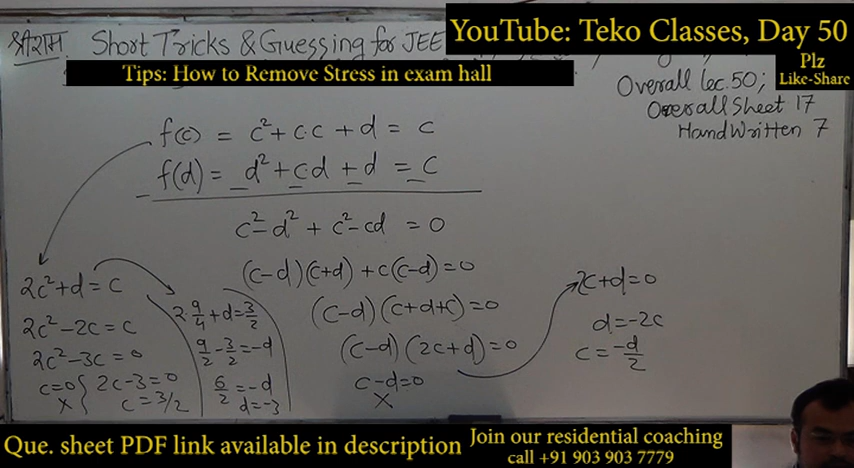 श्रीराम Short Tricks & Guessing for JEE
YouTube: Teko Classes, Day 50
Plz
Like-Share
Tips: How to Remove Stress in exam hall
Overall Lec. 50;
Overall Sheet 17
HandWritten 7
f(c) = c² + c·c + d = c
f(d) = d² + cd + d = c
c² - d² + c² - cd = 0
(c-d)(c+d) + c(c-d) = 0
(c-d)(c+d+c) = 0
(c-d)(2c+d) = 0
c-d=0
×
2c²+d = c
2c²-2c = c
2c²-3c = 0
c=0 } 2c-3=0
× c = 3/2
2·9/4 + d = 3/2
9/2 - 3/2 = -d
6/2 = -d
d = -3
2c+d=0
d=-2c
c = -d/2
Que. sheet PDF link available in description
Join our residential coaching
call +91 903 903 7779